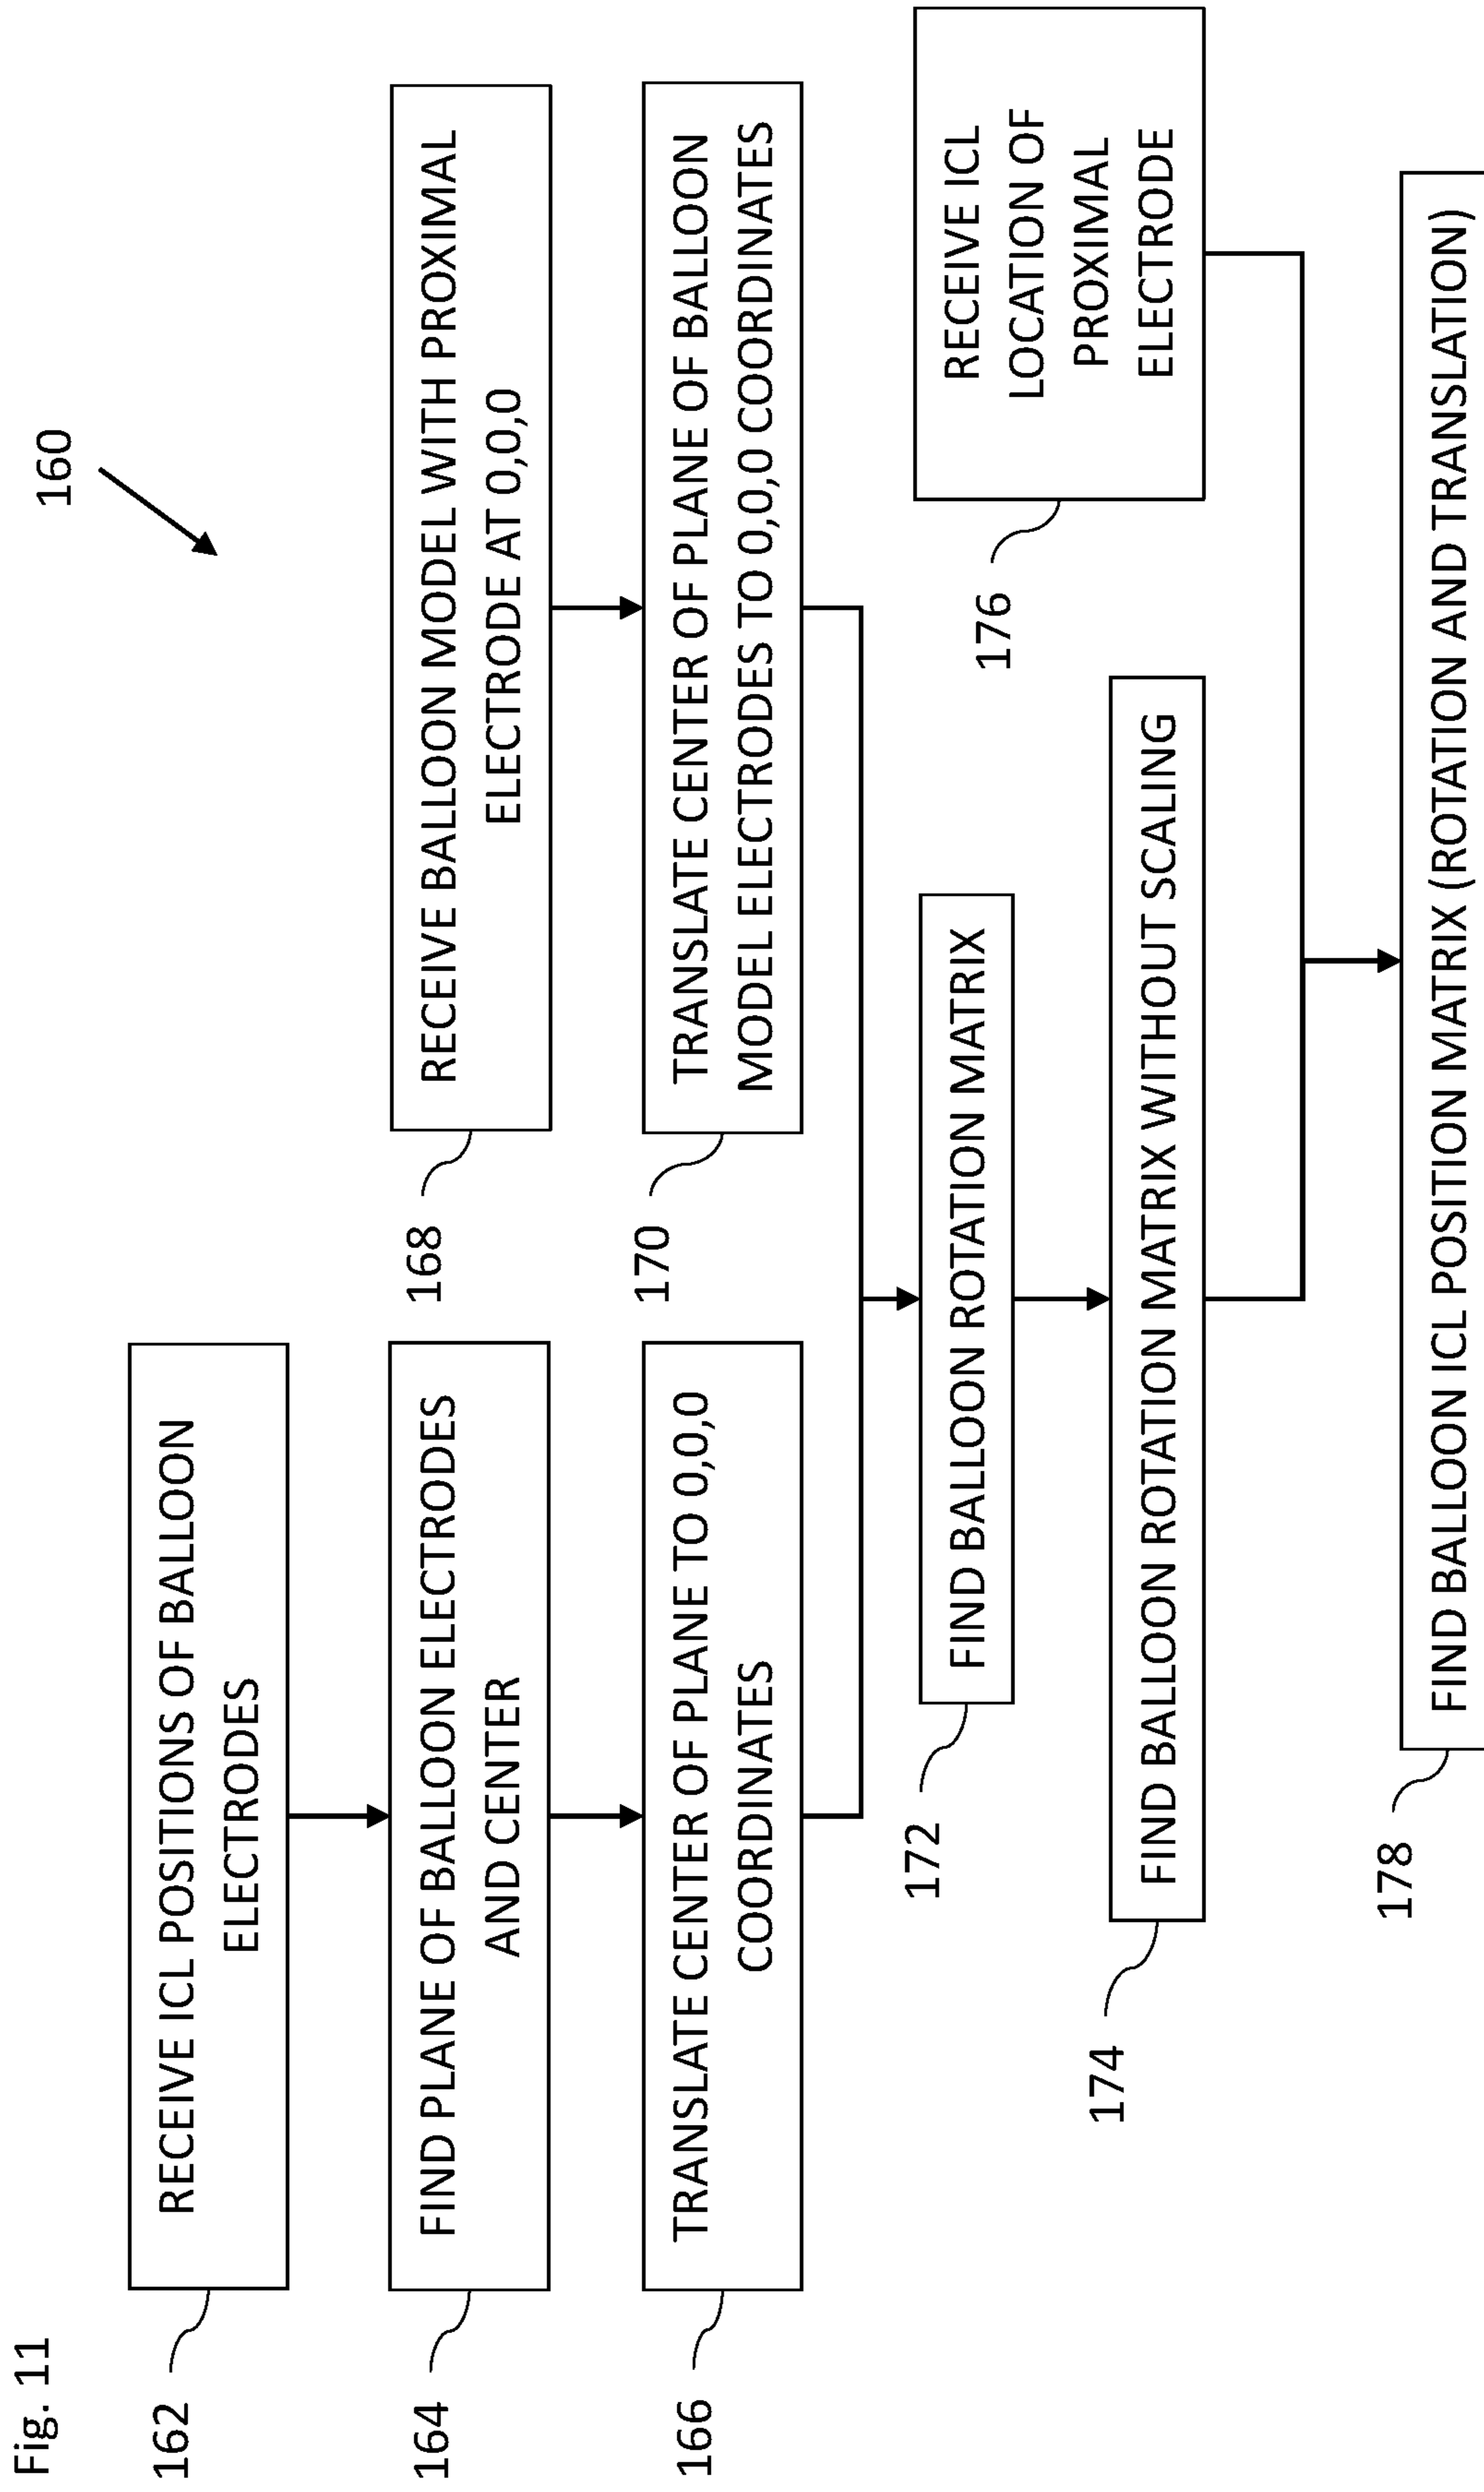 Fig. 11
160
162
RECEIVE ICL POSITIONS OF BALLOON
ELECTRODES
164
FIND PLANE OF BALLOON ELECTRODES
AND CENTER
168
RECEIVE BALLOON MODEL WITH PROXIMAL
ELECTRODE AT 0,0,0
166
TRANSLATE CENTER OF PLANE TO 0,0,0
COORDINATES
170
TRANSLATE CENTER OF PLANE OF BALLOON
MODEL ELECTRODES TO 0,0,0 COORDINATES
172
FIND BALLOON ROTATION MATRIX
174
FIND BALLOON ROTATION MATRIX WITHOUT SCALING
176
RECEIVE ICL
LOCATION OF
PROXIMAL
ELECTRODE
178
FIND BALLOON ICL POSITION MATRIX (ROTATION AND TRANSLATION)